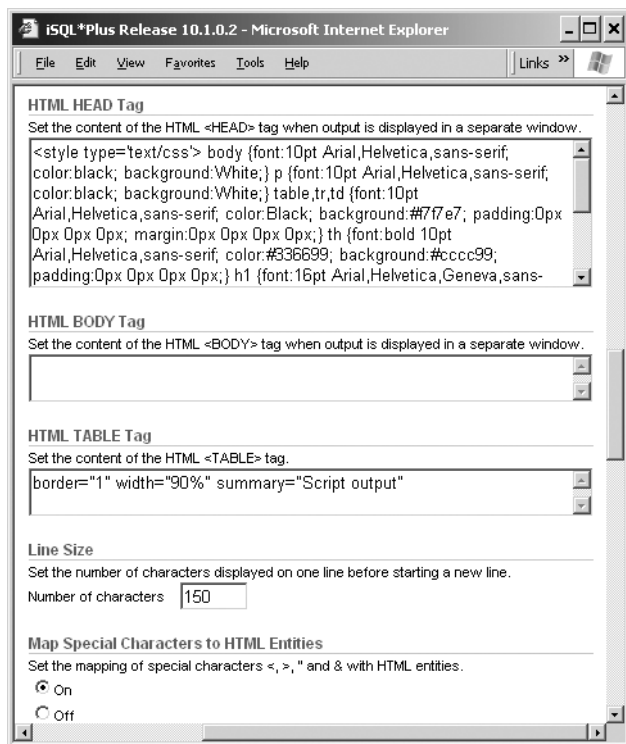 iSQL*Plus Release 10.1.0.2 - Microsoft Internet Explorer
File Edit View Favorites Tools Help Links »
HTML HEAD Tag
Set the content of the HTML <HEAD> tag when output is displayed in a separate window.
<style type='text/css'> body {font:10pt Arial,Helvetica,sans-serif;
color:black; background:White;} p {font:10pt Arial,Helvetica,sans-serif;
color:black; background:White;} table,tr,td {font:10pt
Arial,Helvetica,sans-serif; color:Black; background:#f7f7e7; padding:0px
0px 0px 0px; margin:0px 0px 0px 0px;} th {font:bold 10pt
Arial,Helvetica,sans-serif; color:#336699; background:#cccc99;
padding:0px 0px 0px 0px;} h1 {font:16pt Arial,Helvetica,Geneva,sans-
HTML BODY Tag
Set the content of the HTML <BODY> tag when output is displayed in a separate window.
HTML TABLE Tag
Set the content of the HTML <TABLE> tag.
border="1" width="90%" summary="Script output"
Line Size
Set the number of characters displayed on one line before starting a new line.
Number of characters 150
Map Special Characters to HTML Entities
Set the mapping of special characters <, >, " and & with HTML entities.
On
Off